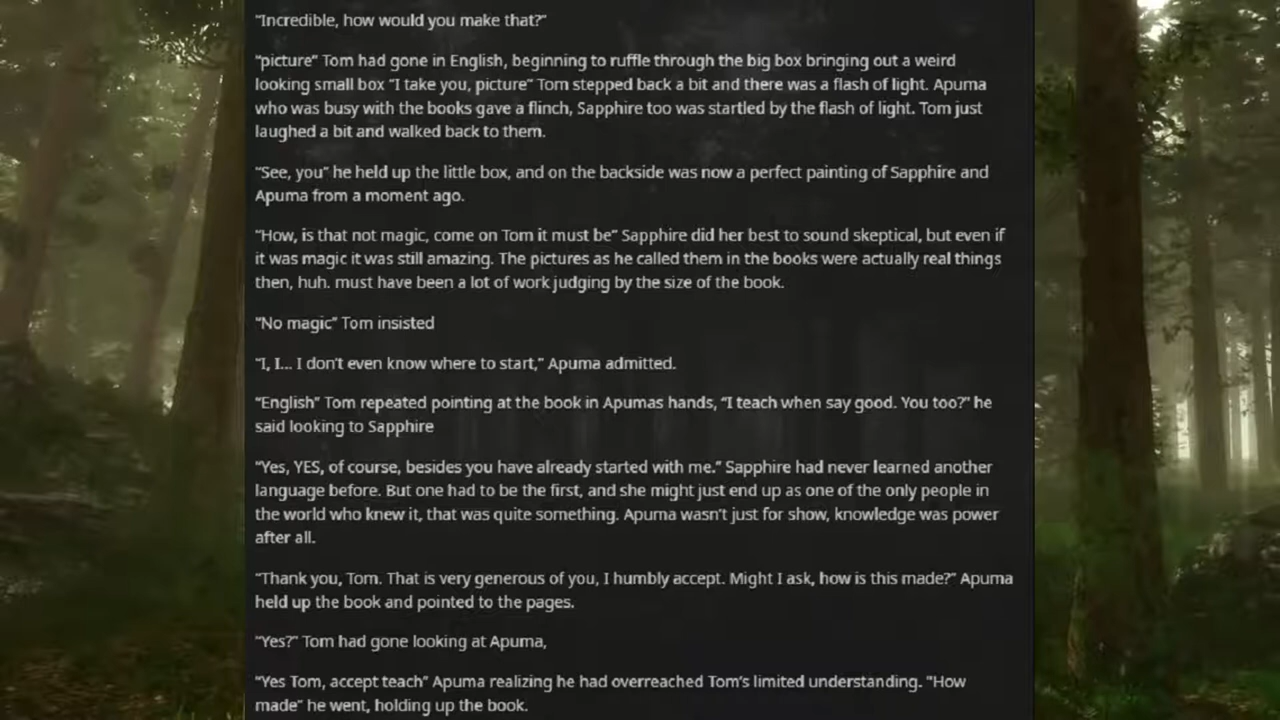 “Incredible, how would you make that?”
“picture” Tom had gone in English, beginning to ruffle through the big box bringing out a weird
looking small box “I take you, picture” Tom stepped back a bit and there was a flash of light. Apuma
who was busy with the books gave a flinch, Sapphire too was startled by the flash of light. Tom just
laughed a bit and walked back to them.
“See, you” he held up the little box, and on the backside was now a perfect painting of Sapphire and
Apuma from a moment ago.
“How, is that not magic, come on Tom it must be” Sapphire did her best to sound skeptical, but even if
it was magic it was still amazing. The pictures as he called them in the books were actually real things
then, huh. must have been a lot of work judging by the size of the book.
“No magic” Tom insisted
“I, I... I don’t even know where to start,” Apuma admitted.
“English” Tom repeated pointing at the book in Apumas hands, “I teach when say good. You too?” he
said looking to Sapphire
“Yes, YES, of course, besides you have already started with me.” Sapphire had never learned another
language before. But one had to be the first, and she might just end up as one of the only people in
the world who knew it, that was quite something. Apuma wasn’t just for show, knowledge was power
after all.
“Thank you, Tom. That is very generous of you, I humbly accept. Might I ask, how is this made?” Apuma
held up the book and pointed to the pages.
“Yes?” Tom had gone looking at Apuma,
“Yes Tom, accept teach” Apuma realizing he had overreached Tom’s limited understanding. "How
made” he went, holding up the book.